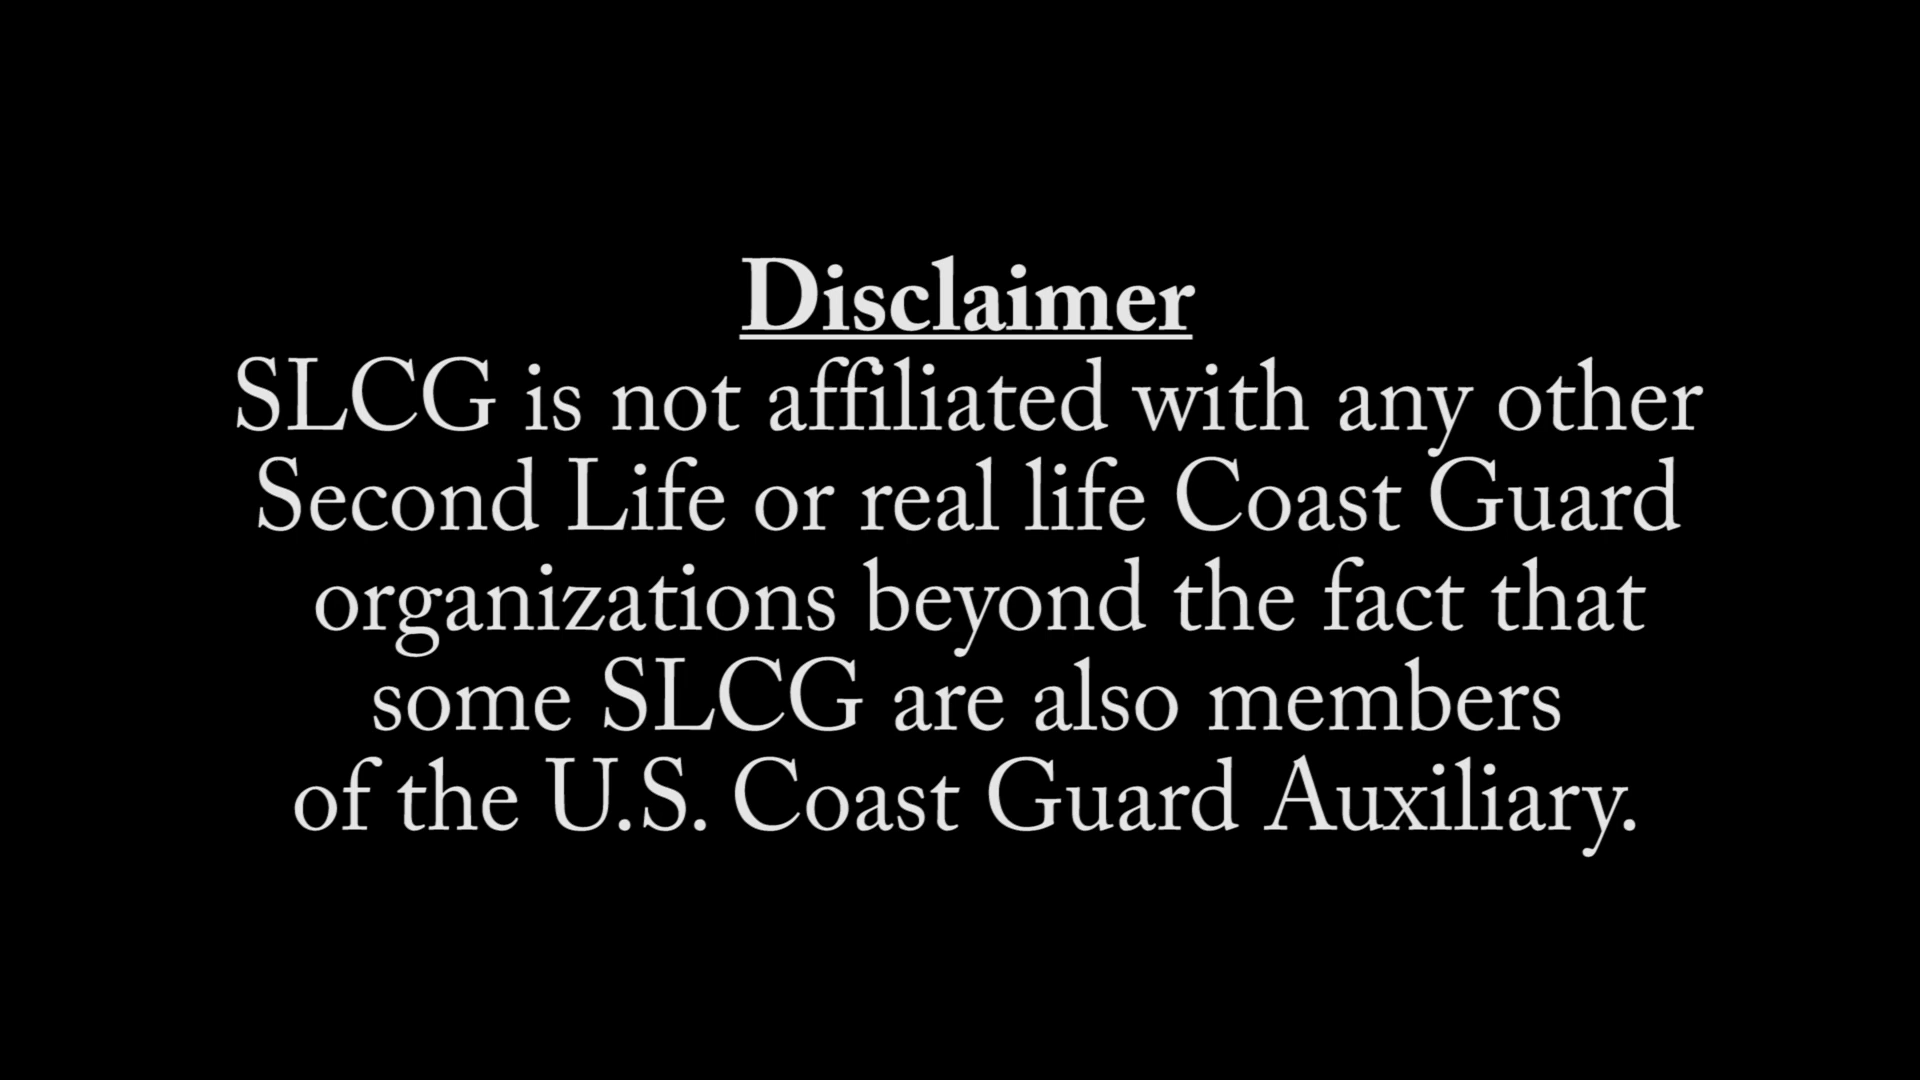 Disclaimer
SLCG is not affiliated with any other
Second Life or real life Coast Guard
organizations beyond the fact that
some SLCG are also members
of the U.S. Coast Guard Auxiliary.